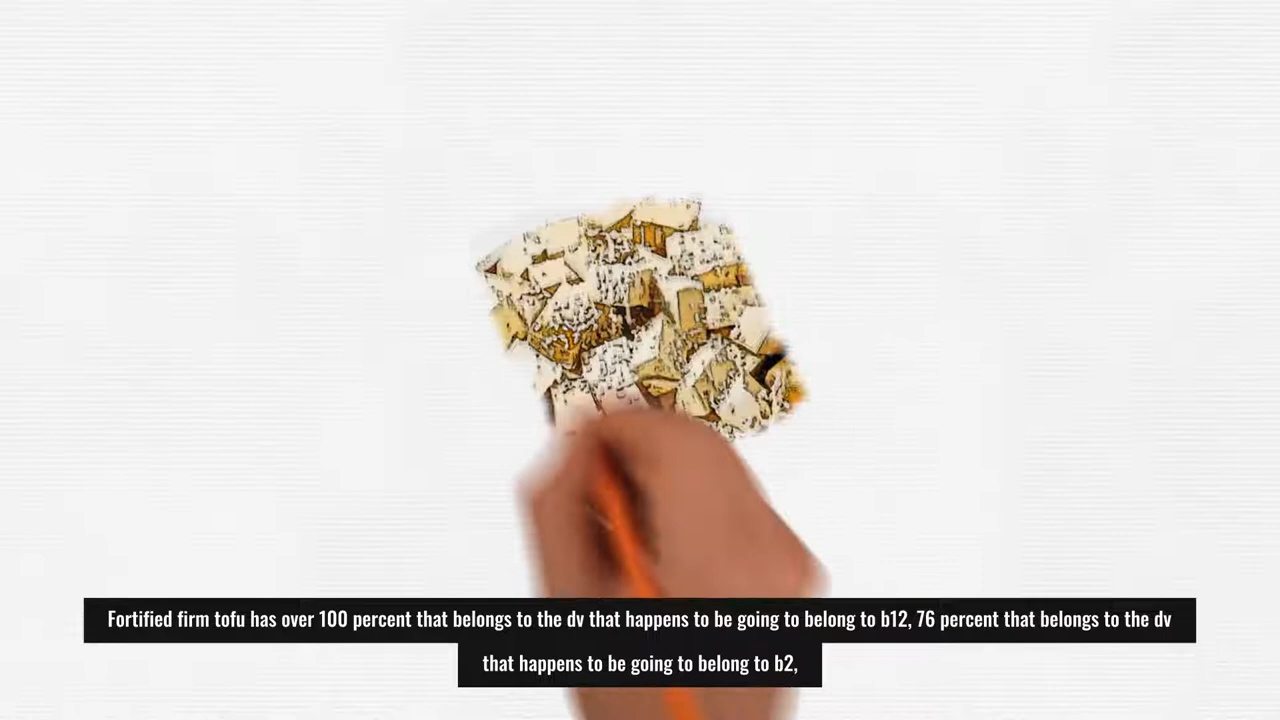 Fortified firm tofu has over 100 percent that belongs to the dv that happens to be going to belong to b12, 76 percent that belongs to the dv
that happens to be going to belong to b2,